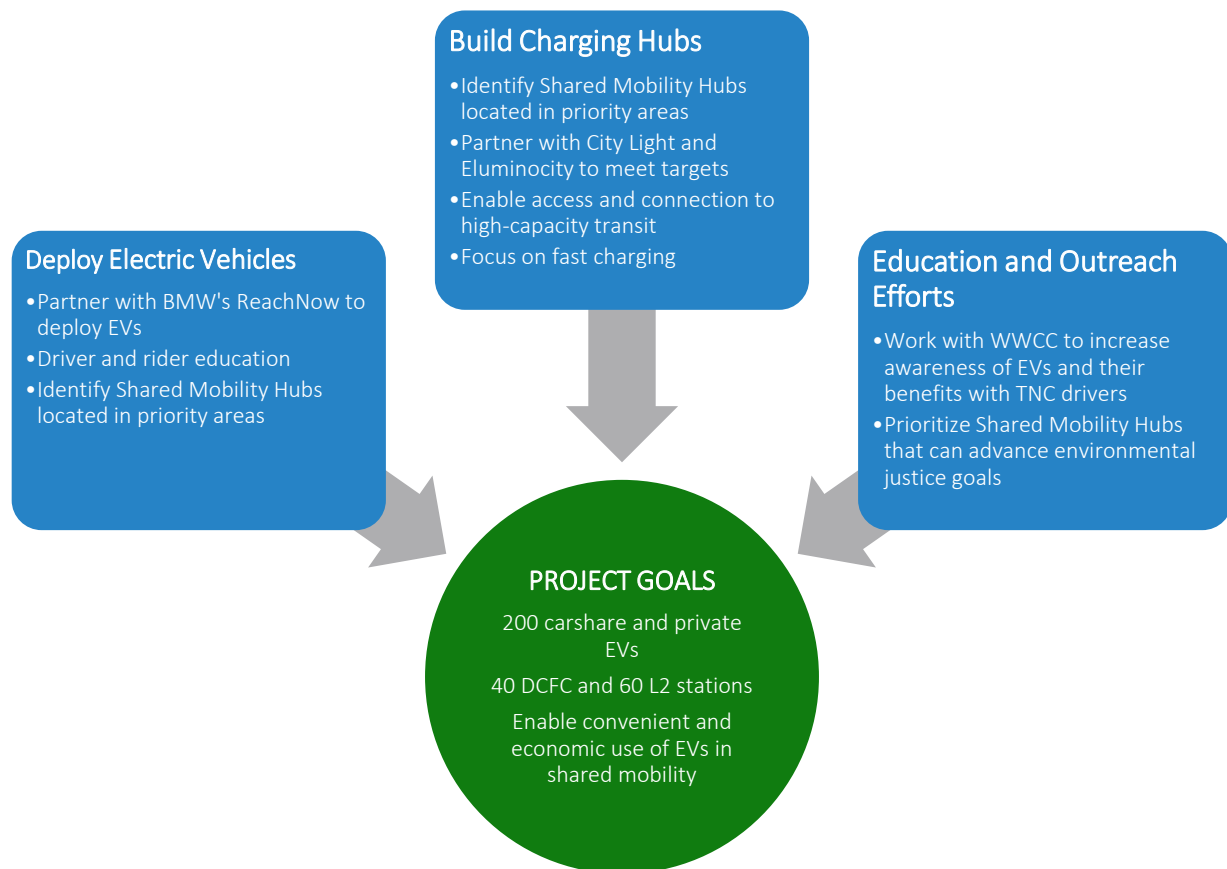 Build Charging Hubs
•Identify Shared Mobility Hubs
located in priority areas
•Partner with City Light and
Eluminocity to meet targets
•Enable access and connection to
high-capacity transit
•Focus on fast charging
Deploy Electric Vehicles
•Partner with BMW's ReachNow to
deploy EVs
•Driver and rider education
•Identify Shared Mobility Hubs
located in priority areas
Education and Outreach
Efforts
•Work with WWCC to increase
awareness of EVs and their
benefits with TNC drivers
•Prioritize Shared Mobility Hubs
that can advance environmental
justice goals
PROJECT GOALS
200 carshare and private
EVs
40 DCFC and 60 L2 stations
Enable convenient and
economic use of EVs in
shared mobility